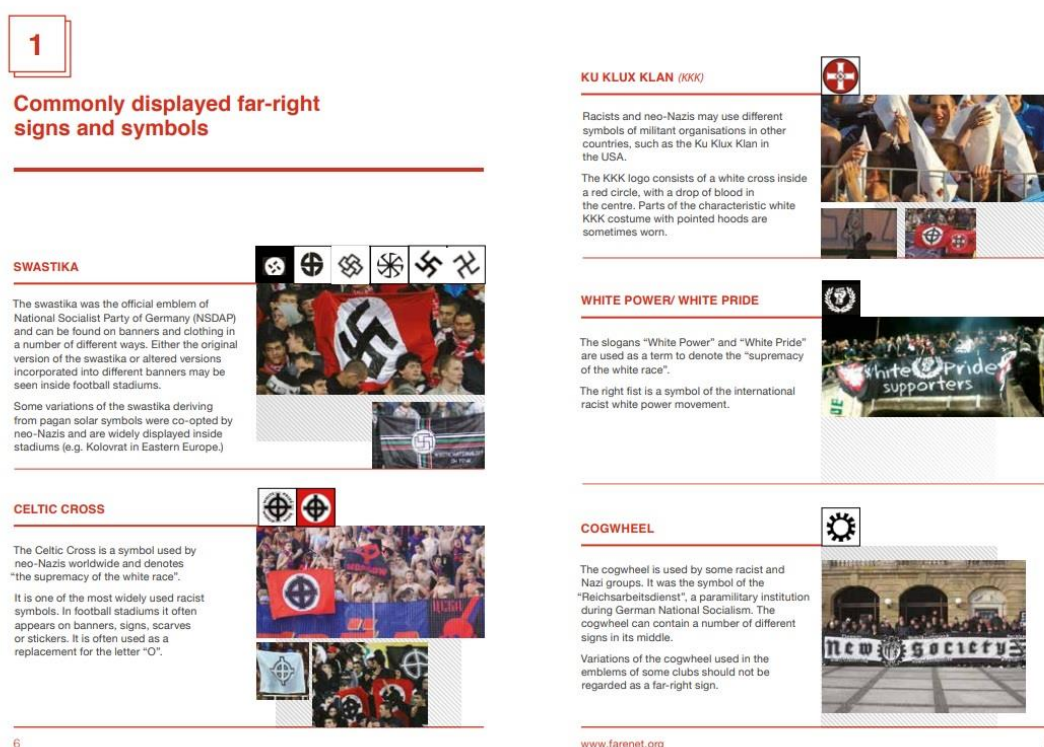 1
Commonly displayed far-right
signs and symbols
SWASTIKA
The swastika was the official emblem of
National Socialist Party of Germany (NSDAP)
and can be found on banners and clothing in
a number of different ways. Either the original
version of the swastika or altered versions
incorporated into different banners may be
seen inside football stadiums.
Some variations of the swastika deriving
from pagan solar symbols were co-opted by
neo-Nazis and are widely displayed inside
stadiums (e.g. Kolovrat in Eastern Europe.)
CELTIC CROSS
The Celtic Cross is a symbol used by
neo-Nazis worldwide and denotes
“the supremacy of the white race”.
It is one of the most widely used racist
symbols. In football stadiums it often
appears on banners, signs, scarves
or stickers. It is often used as a
replacement for the letter “O”.
6
KU KLUX KLAN (KKK)
Racists and neo-Nazis may use different
symbols of militant organisations in other
countries, such as the Ku Klux Klan in
the USA.
The KKK logo consists of a white cross inside
a red circle, with a drop of blood in
the centre. Parts of the characteristic white
KKK costume with pointed hoods are
sometimes worn.
WHITE POWER/ WHITE PRIDE
The slogans “White Power” and “White Pride”
are used as a term to denote the “supremacy
of the white race”.
The right fist is a symbol of the international
racist white power movement.
White Pride
supporters
COGWHEEL
The cogwheel is used by some racist and
Nazi groups. It was the symbol of the
“Reichsarbeitsdienst”, a paramilitary institution
during German National Socialism. The
cogwheel can contain a number of different
signs in its middle.
Variations of the cogwheel used in the
emblems of some clubs should not be
regarded as a far-right sign.
new society
www.farenet.org